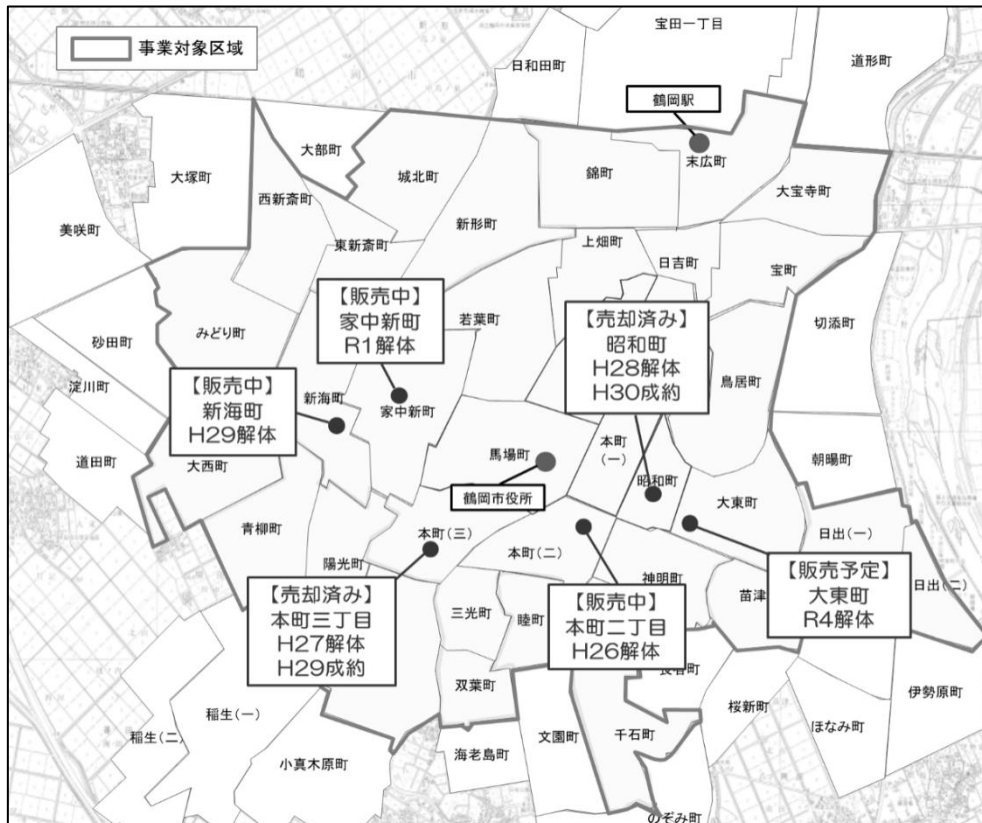 事業対象区域
宝田一丁目
日和田町
道形町
鶴岡駅
末広町
大部町
錦町
城北町
大塚町
西新斎町
大宝寺町
美咲町
新形町
東新斎町
上畑町
日吉町
宝町
【販売中】
家中新町
R1解体
若葉町
【売却済み】
昭和町
H28解体
H30成約
切添町
みどり町
砂田町
淀川町
鳥居町
【販売中】
新海町
H29解体
新海町
家中新町
道田町
大西町
馬場町
本町
(一)
朝暘町
鶴岡市役所
昭和町
大東町
青柳町
本町(三)
本町(二)
日出(一)
陽光町
神明町
苗津
日出(二)
【売却済み】
本町三丁目
H27解体
H29成約
三光町
睦町
【販売中】
本町二丁目
H26解体
【販売予定】
大東町
R4解体
双葉町
千石町
桜新町
伊勢原町
稲生(一)
稲生(二)
文園町
ほなみ町
海老島町
小真木原町
のぞみ町